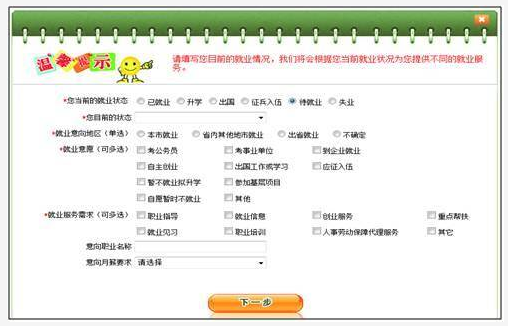 温馨提示
请填写您目前的就业情况，我们将会根据您当前就业状况为您提供不同的就业服
务。
*您当前的就业状态 已就业 升学 出国 征兵入伍 待就业 失业
*您目前的状态
*就业意向地区（单选） 本市就业 省内其他地市就业 出省就业 不确定
*就业意愿（可多选） 考公务员 考事业单位 到企业就业
自主创业 出国工作或学习 应征入伍
暂不就业拟升学 参加基层项目
自愿暂时不就业 其他
*就业服务需求（可多选） 职业指导 就业信息 创业服务 重点帮扶
就业见习 职业培训 人事劳动保障代理服务 其它
意向职业名称
意向月薪要求 请选择
下一步